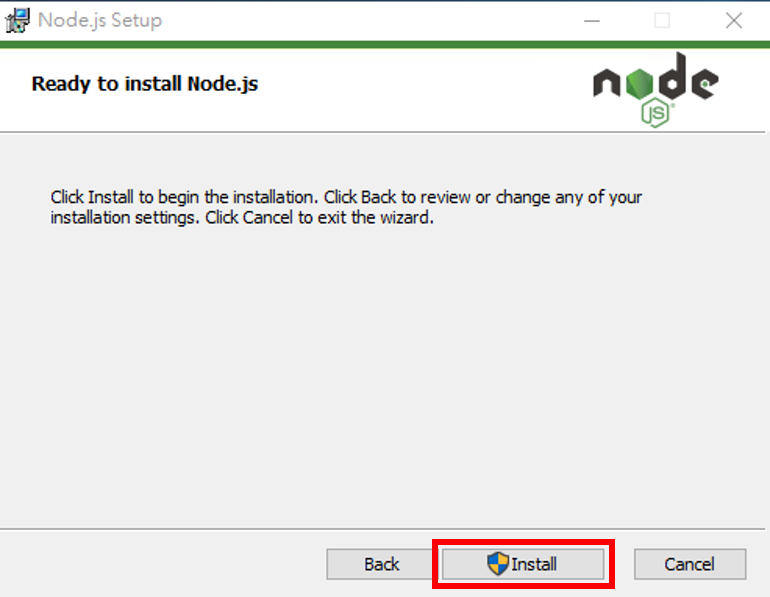 Node.js Setup
Ready to install Node.js
node
JS
Click Install to begin the installation. Click Back to review or change any of your
installation settings. Click Cancel to exit the wizard.
Back
Install
Cancel